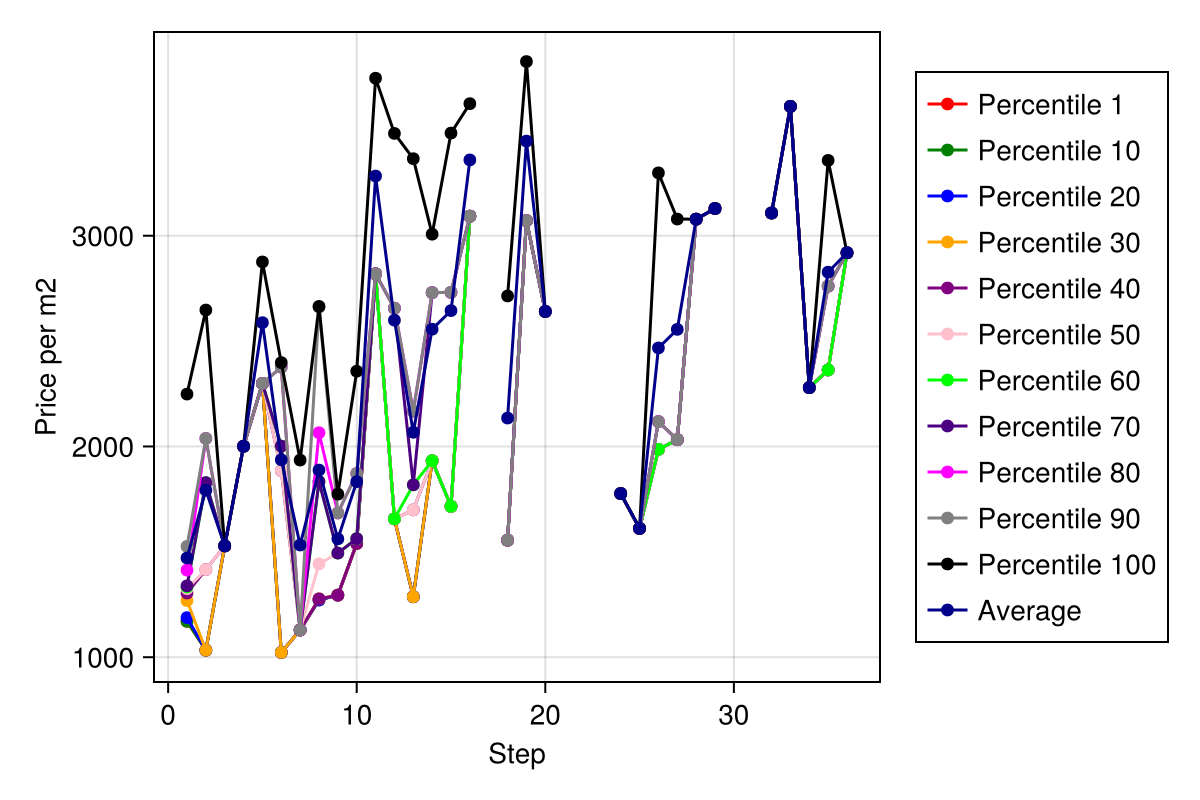 3000
2000
1000
Price per m2
0 10 20 30
Step
Percentile 1
Percentile 10
Percentile 20
Percentile 30
Percentile 40
Percentile 50
Percentile 60
Percentile 70
Percentile 80
Percentile 90
Percentile 100
Average